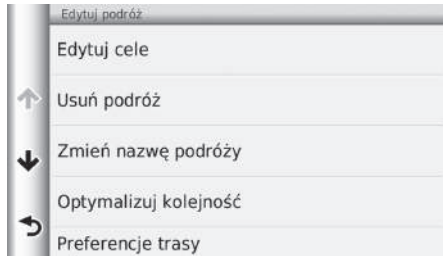 Edytuj podróż
Edytuj cele
Usuń podróż
Zmień nazwę podróży
Optymalizuj kolejność
Preferencje trasy